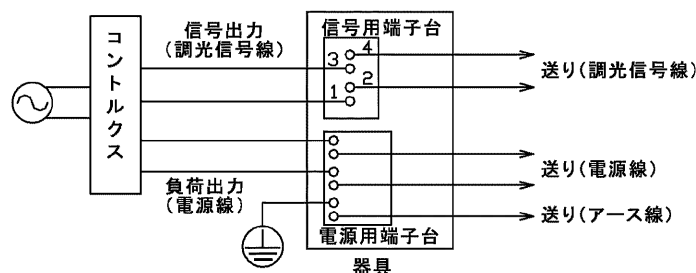 コントルクス
信号出力
(調光信号線)
負荷出力
(電源線)
信号用端子台
4
3
2
1
電源用端子台
器具
送り(調光信号線)
送り(電源線)
送り(アース線)